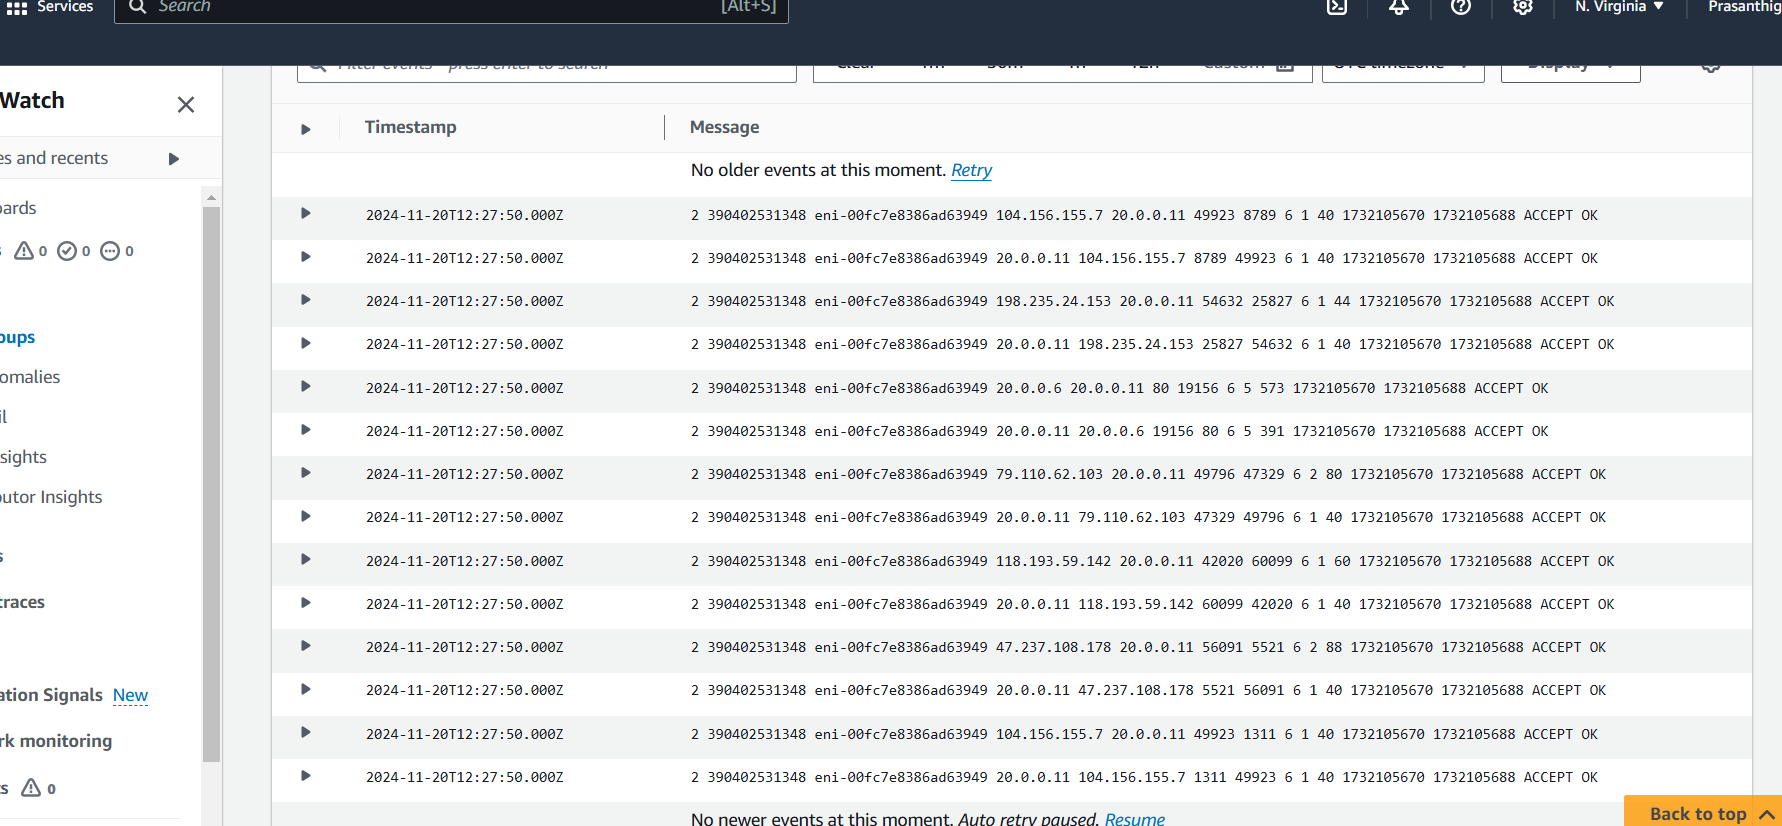 Services Search [Alt+S] N. Virginia Prasanthig
Watch
es and recents
oards
0 0 0
oups
omalies
il
sights
outor Insights
s
traces
ation Signals New
rk monitoring
ts 0
Timestamp Message
No older events at this moment. Retry
2024-11-20T12:27:50.000Z 2 390402531348 eni-00fc7e8386ad63949 104.156.155.7 20.0.0.11 49923 8789 6 1 40 1732105670 1732105688 ACCEPT OK
2024-11-20T12:27:50.000Z 2 390402531348 eni-00fc7e8386ad63949 20.0.0.11 104.156.155.7 8789 49923 6 1 40 1732105670 1732105688 ACCEPT OK
2024-11-20T12:27:50.000Z 2 390402531348 eni-00fc7e8386ad63949 198.235.24.153 20.0.0.11 54632 25827 6 1 44 1732105670 1732105688 ACCEPT OK
2024-11-20T12:27:50.000Z 2 390402531348 eni-00fc7e8386ad63949 20.0.0.11 198.235.24.153 25827 54632 6 1 40 1732105670 1732105688 ACCEPT OK
2024-11-20T12:27:50.000Z 2 390402531348 eni-00fc7e8386ad63949 20.0.0.6 20.0.0.11 80 19156 6 5 573 1732105670 1732105688 ACCEPT OK
2024-11-20T12:27:50.000Z 2 390402531348 eni-00fc7e8386ad63949 20.0.0.11 20.0.0.6 19156 80 6 5 391 1732105670 1732105688 ACCEPT OK
2024-11-20T12:27:50.000Z 2 390402531348 eni-00fc7e8386ad63949 79.110.62.103 20.0.0.11 49796 47329 6 2 80 1732105670 1732105688 ACCEPT OK
2024-11-20T12:27:50.000Z 2 390402531348 eni-00fc7e8386ad63949 20.0.0.11 79.110.62.103 47329 49796 6 1 40 1732105670 1732105688 ACCEPT OK
2024-11-20T12:27:50.000Z 2 390402531348 eni-00fc7e8386ad63949 118.193.59.142 20.0.0.11 42020 60099 6 1 60 1732105670 1732105688 ACCEPT OK
2024-11-20T12:27:50.000Z 2 390402531348 eni-00fc7e8386ad63949 20.0.0.11 118.193.59.142 60099 42020 6 1 40 1732105670 1732105688 ACCEPT OK
2024-11-20T12:27:50.000Z 2 390402531348 eni-00fc7e8386ad63949 47.237.108.178 20.0.0.11 56091 5521 6 2 88 1732105670 1732105688 ACCEPT OK
2024-11-20T12:27:50.000Z 2 390402531348 eni-00fc7e8386ad63949 20.0.0.11 47.237.108.178 5521 56091 6 1 40 1732105670 1732105688 ACCEPT OK
2024-11-20T12:27:50.000Z 2 390402531348 eni-00fc7e8386ad63949 104.156.155.7 20.0.0.11 49923 1311 6 1 40 1732105670 1732105688 ACCEPT OK
2024-11-20T12:27:50.000Z 2 390402531348 eni-00fc7e8386ad63949 20.0.0.11 104.156.155.7 1311 49923 6 1 40 1732105670 1732105688 ACCEPT OK
No newer events at this moment. Auto retry paused. Resume
Back to top